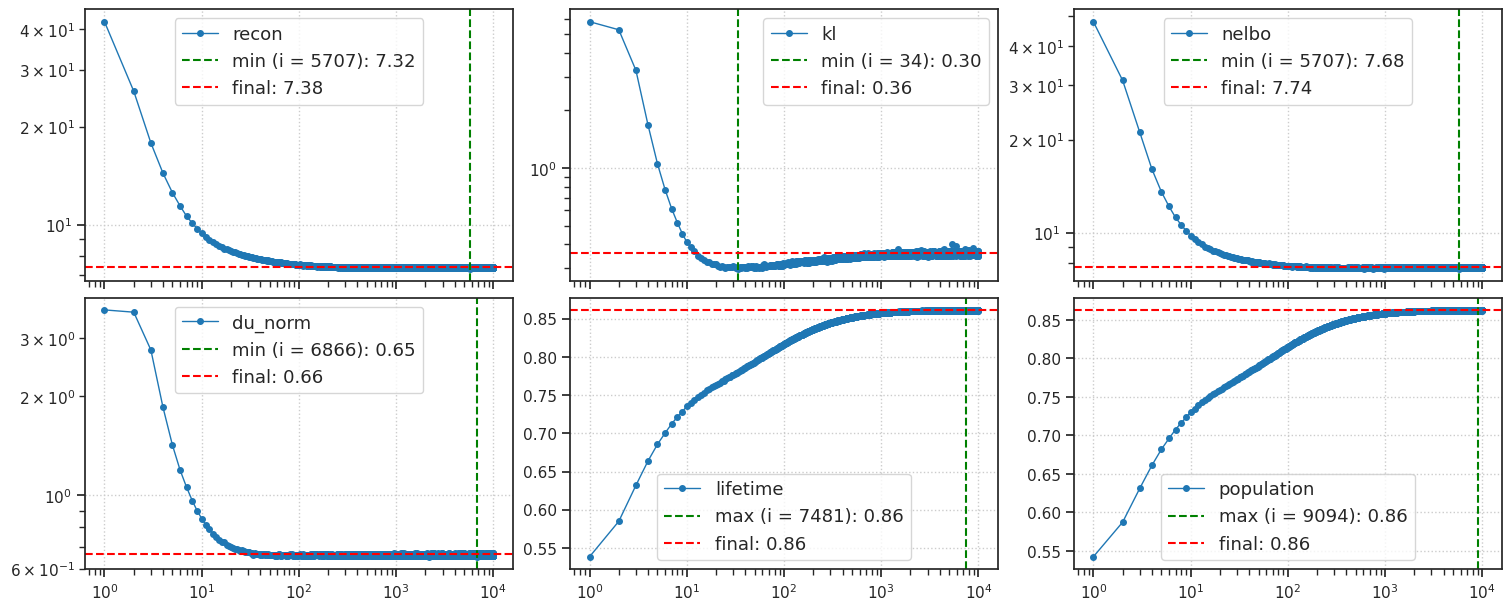 4 × 10¹
3 × 10¹
2 × 10¹
10¹
recon
min (i = 5707): 7.32
final: 7.38
10⁰
kl
min (i = 34): 0.30
final: 0.36
4 × 10¹
3 × 10¹
2 × 10¹
10¹
nelbo
min (i = 5707): 7.68
final: 7.74
3 × 10⁰
2 × 10⁰
10⁰
6 × 10⁻¹
du_norm
min (i = 6866): 0.65
final: 0.66
10⁰ 10¹ 10² 10³ 10⁴
0.85
0.80
0.75
0.70
0.65
0.60
0.55
lifetime
max (i = 7481): 0.86
final: 0.86
10⁰ 10¹ 10² 10³ 10⁴
0.85
0.80
0.75
0.70
0.65
0.60
0.55
population
max (i = 9094): 0.86
final: 0.86
10⁰ 10¹ 10² 10³ 10⁴